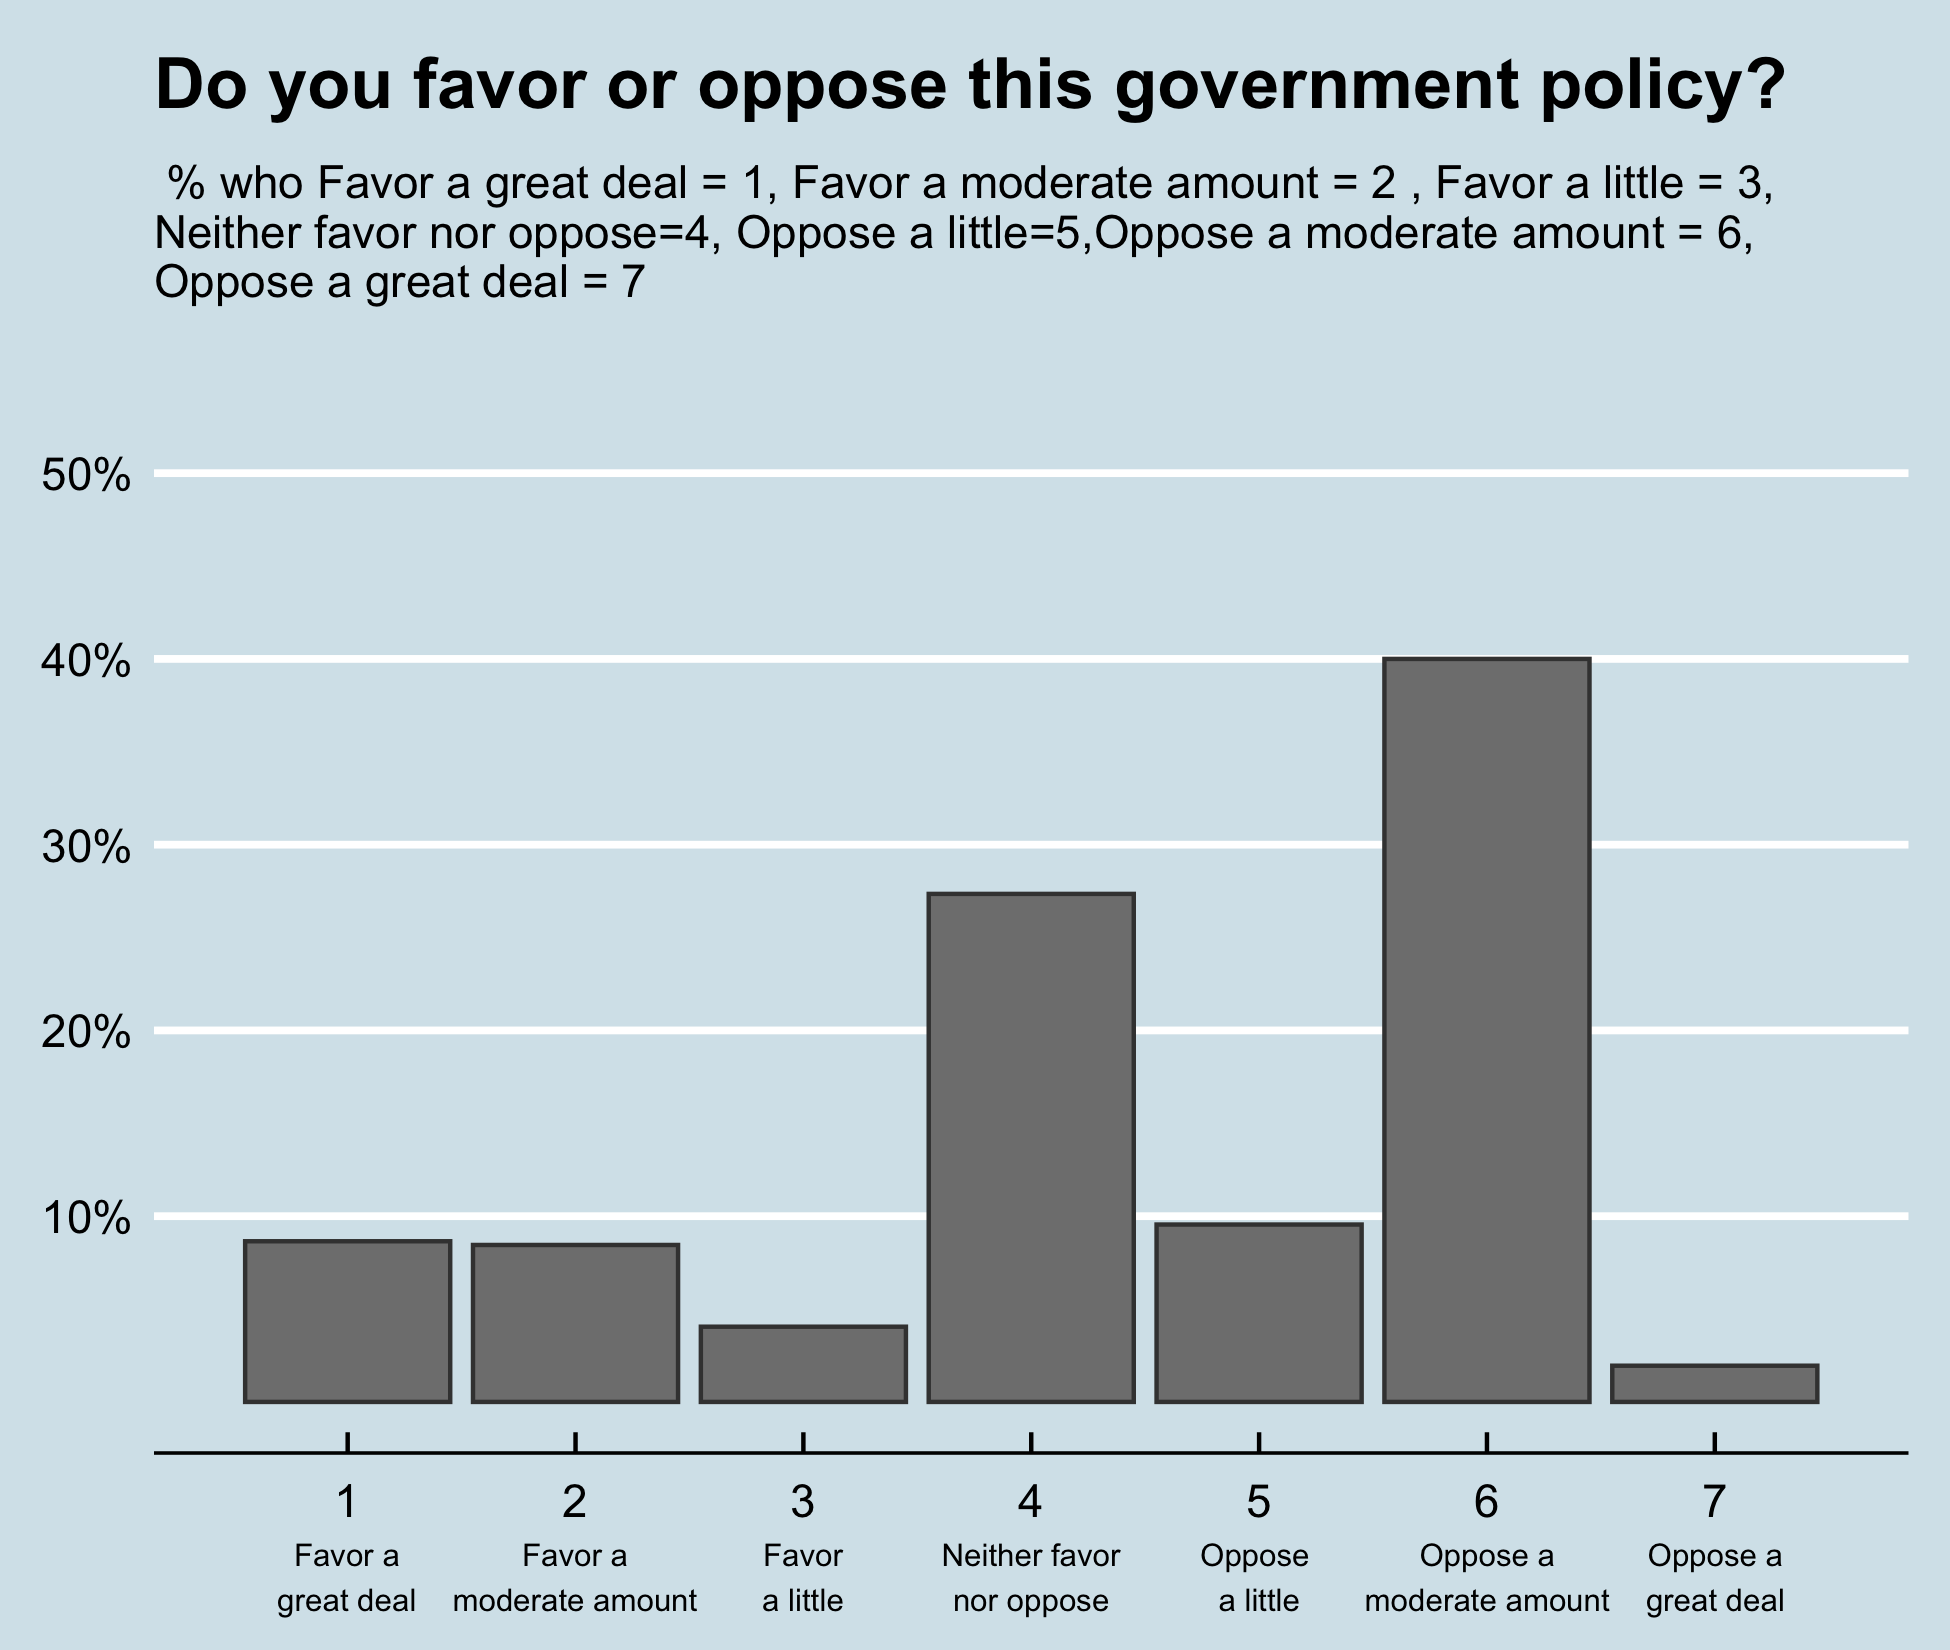 Do you favor or oppose this government policy?
% who Favor a great deal = 1, Favor a moderate amount = 2 , Favor a little = 3,
Neither favor nor oppose=4, Oppose a little=5,Oppose a moderate amount = 6,
Oppose a great deal = 7
50%
40%
30%
20%
10%
1 2 3 4 5 6 7
Favor a Favor a Favor Neither favor Oppose Oppose a Oppose a
great deal moderate amount a little nor oppose a little moderate amount great deal